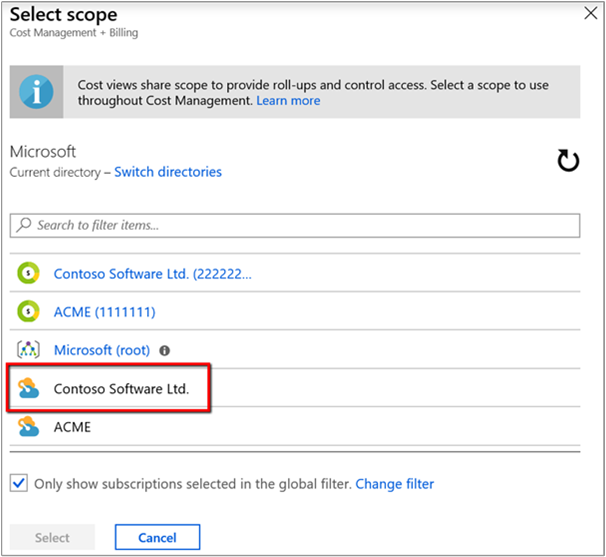 Select scope
Cost Management + Billing
Cost views share scope to provide roll-ups and control access. Select a scope to use
throughout Cost Management. Learn more
Microsoft
Current directory – Switch directories
Search to filter items...
Contoso Software Ltd. (222222...
ACME (1111111)
Microsoft (root)
Contoso Software Ltd.
ACME
Only show subscriptions selected in the global filter. Change filter
Select
Cancel